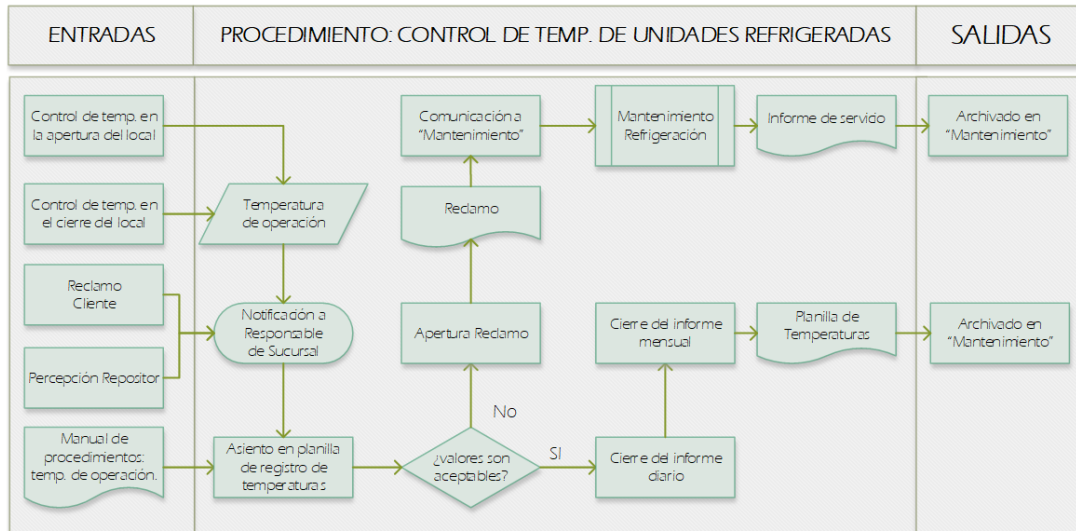 ENTRADAS
PROCEDIMIENTO: CONTROL DE TEMP. DE UNIDADES REFRIGERADAS
SALIDAS
Control de temp. en
la apertura del local
Comunicación a
“Mantenimiento”
Mantenimiento
Refrigeración
Informe de servicio
Archivado en
“Mantenimiento”
Control de temp. en
el cierre del local
Temperatura
de operación
Reclamo
Reclamo
Cliente
Notificación a
Responsable
de Sucursal
Apertura Reclamo
Cierre del informe
mensual
Planilla de
Temperaturas
Archivado en
“Mantenimiento”
Percepción Repositor
No
Manual de
procedimientos:
temp. de operación.
Asiento en planilla
de registro de
temperaturas
¿valores son
aceptables?
SI
Cierre del informe
diario